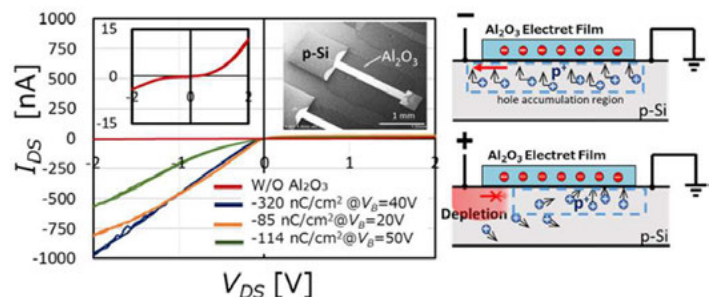 1000
750
500
250
0
-250
-500
-750
-1000
I_DS [nA]
15
0
-15
-2
0
2
p-Si
Al₂O₃
1 mm
W/O Al₂O₃
-320 nC/cm² @V_B=40V
-85 nC/cm²@V_B=20V
-114 nC/cm²@V_B=50V
-2
-1
0
1
2
V_DS [V]
Al₂O₃ Electret Film
−
p⁺
hole accumulation region
p-Si
+
Al₂O₃ Electret Film
Depletion
p⁺
p-Si